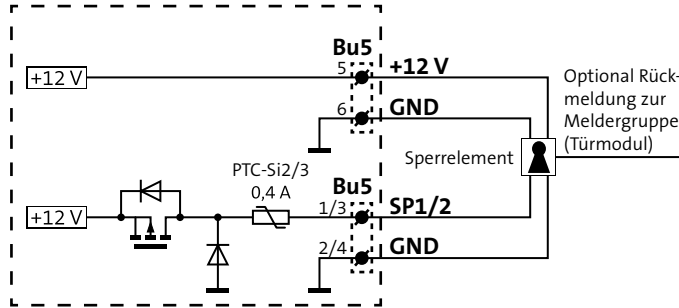 Bu5
+12 V
5
+12 V
6
GND
Optional Rück-
meldung zur
Meldergruppe
(Türmodul)
Sperrelement
PTC-Si2/3
0,4 A
Bu5
+12 V
1/3
SP1/2
2/4
GND